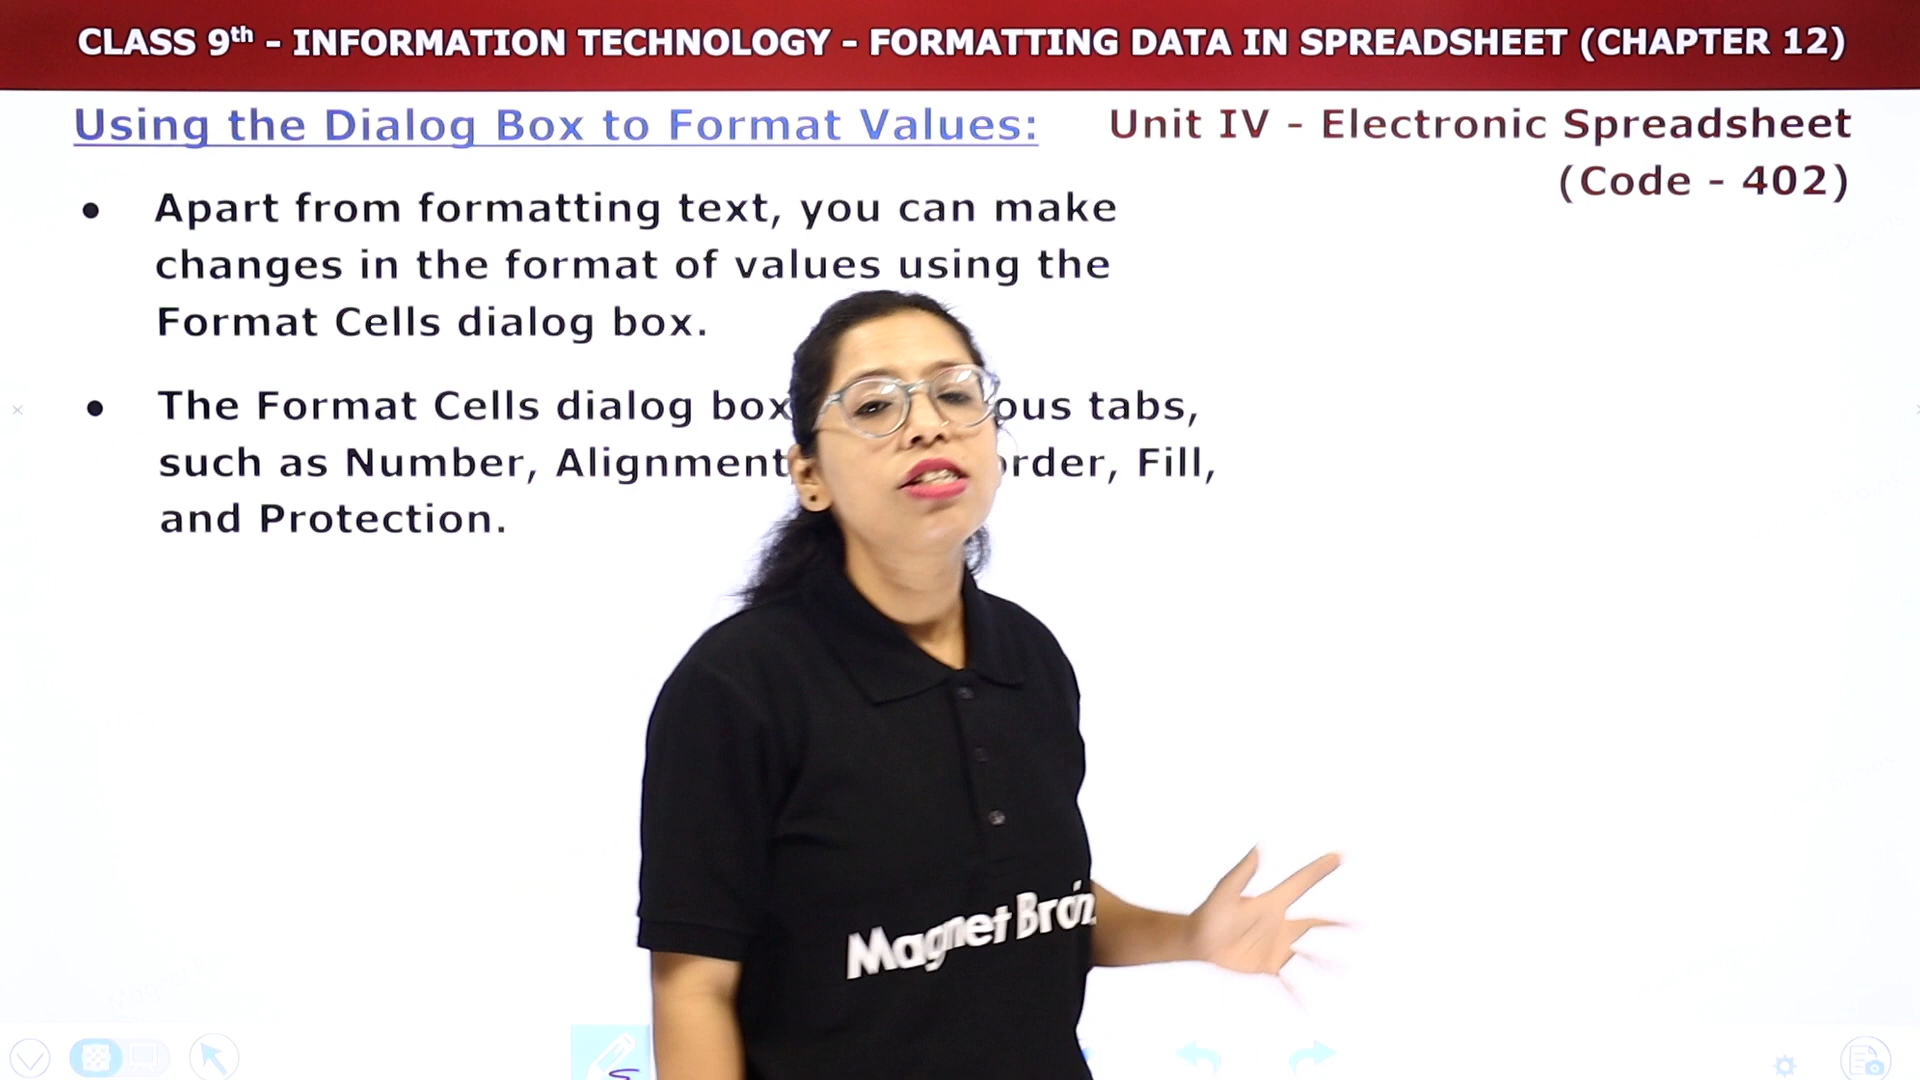 CLASS 9th - INFORMATION TECHNOLOGY - FORMATTING DATA IN SPREADSHEET (CHAPTER 12)
Using the Dialog Box to Format Values:
Unit IV - Electronic Spreadsheet
(Code - 402)
• Apart from formatting text, you can make
changes in the format of values using the
Format Cells dialog box.
• The Format Cells dialog box ous tabs,
such as Number, Alignment rder, Fill,
and Protection.
Magnet Brain